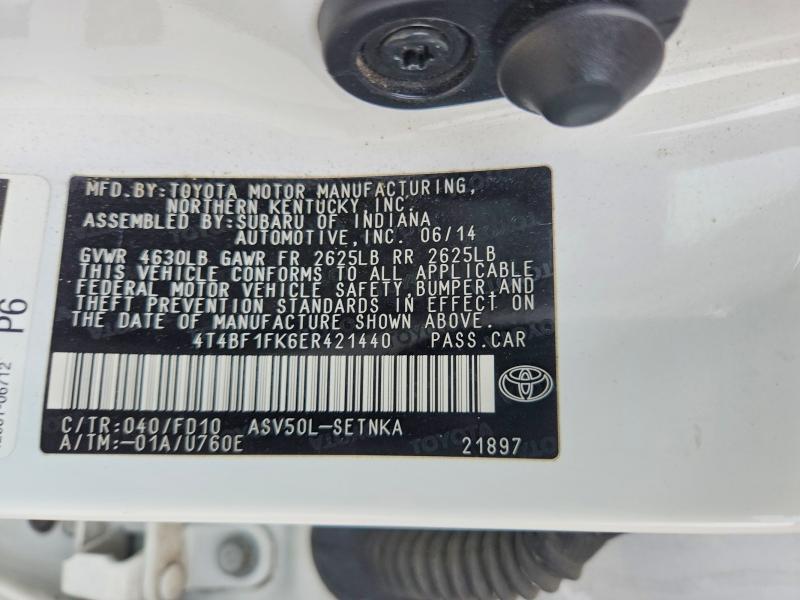 MFD.BY:TOYOTA MOTOR MANUFACTURING,
NORTHERN KENTUCKY, INC.
ASSEMBLED BY:SUBARU OF INDIANA
AUTOMOTIVE, INC. 06/14
GVWR 4630LB GAWR FR 2625LB RR 2625LB
THIS VEHICLE CONFORMS TO ALL APPLICABLE
FEDERAL MOTOR VEHICLE SAFETY,BUMPER,AND
THEFT PREVENTION STANDARDS IN EFFECT ON
THE DATE OF MANUFACTURE SHOWN ABOVE.
4T4BF1FK6ER421440 PASS.CAR
C/TR:040/FD10 ASV50L-SETNKA
A/TM:-01A/U760E 21897
P6